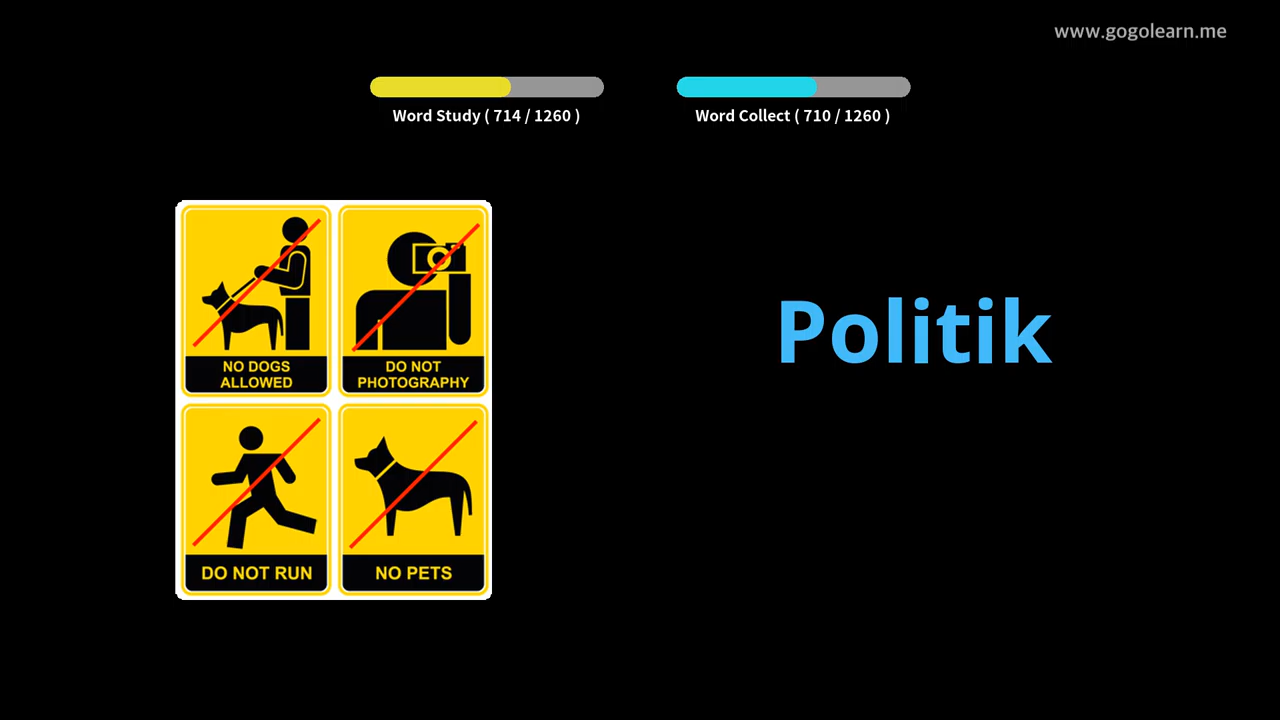 www.gogolearn.me
Word Study ( 714 / 1260 )
Word Collect ( 710 / 1260 )
NO DOGS
ALLOWED
DO NOT
PHOTOGRAPHY
Politik
DO NOT RUN
NO PETS